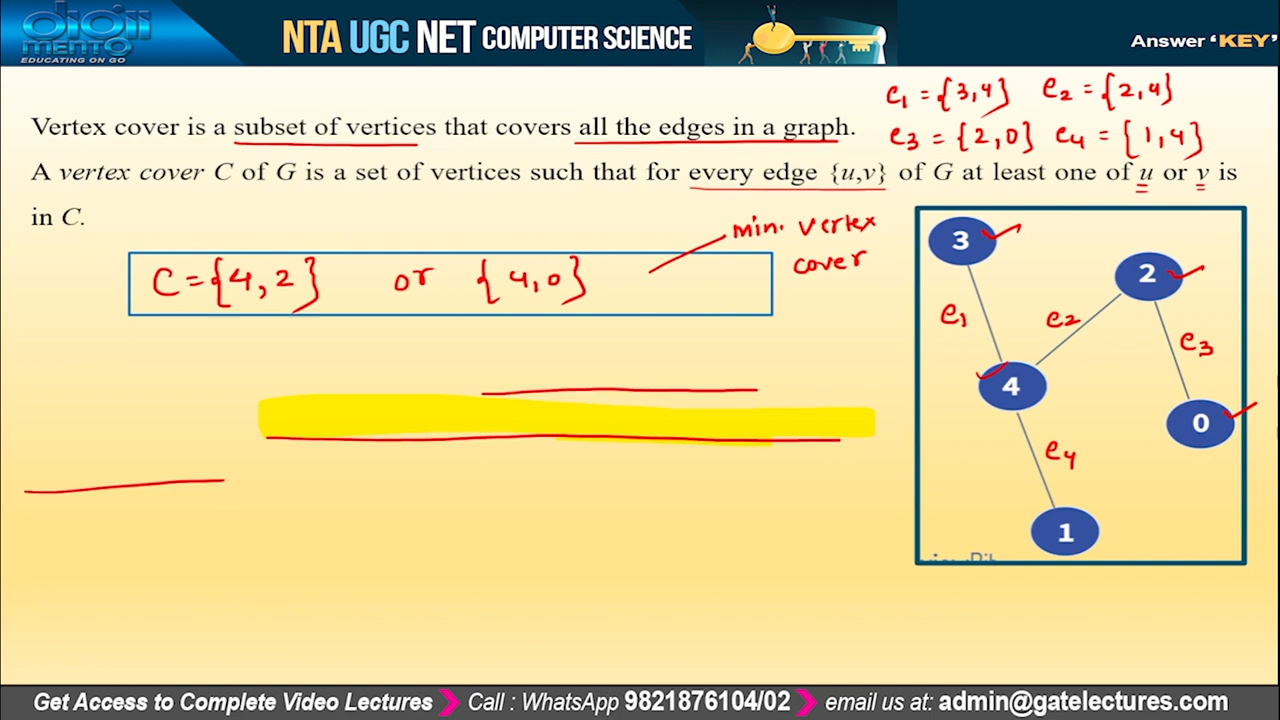 digii
MENTO
EDUCATING ON GO
NTA UGC NET COMPUTER SCIENCE
Answer ‘KEY’
e1 = {3,4} e2 = {2,4}
Vertex cover is a subset of vertices that covers all the edges in a graph.
e3 = {2,0} e4 = {1,4}
A vertex cover C of G is a set of vertices such that for every edge {u,v} of G at least one of u or v is
in C.
min. vertex
cover
C = {4,2} or {4,0}
3
2
e1
e2
e3
4
0
e4
1
Get Access to Complete Video Lectures Call : WhatsApp 9821876104/02 email us at: admin@gatelectures.com